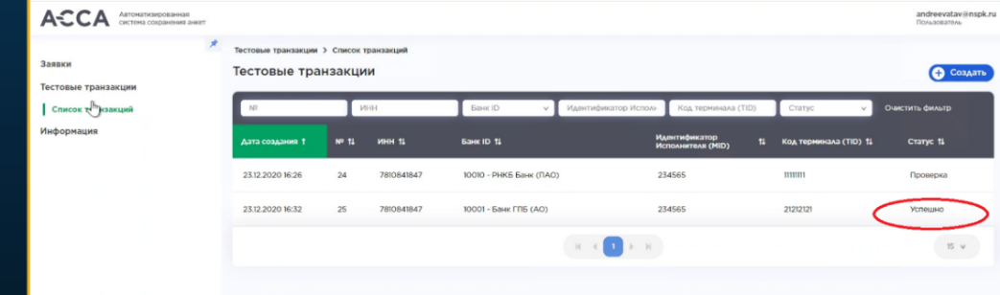 АССА Автоматизированная
система сохранения анкет
andreevatav@nspk.ru
Пользователь
Заявки
Тестовые транзакции
Список транзакций
Информация
Тестовые транзакции > Список транзакций
Тестовые транзакции
Создать
№ ИНН Банк ID Идентификатор Исполн Код терминала (TID) Статус Очистить фильтр
Дата создания № ИНН Банк ID Идентификатор Исполнителя (MID) Код терминала (TID) Статус
23.12.2020 16:26 24 7810841847 10010 - РНКБ Банк (ПАО) 234565 11111111 Проверка
23.12.2020 16:32 25 7810841847 10001 - Банк ГПБ (АО) 234565 21212121 Успешно
1
15